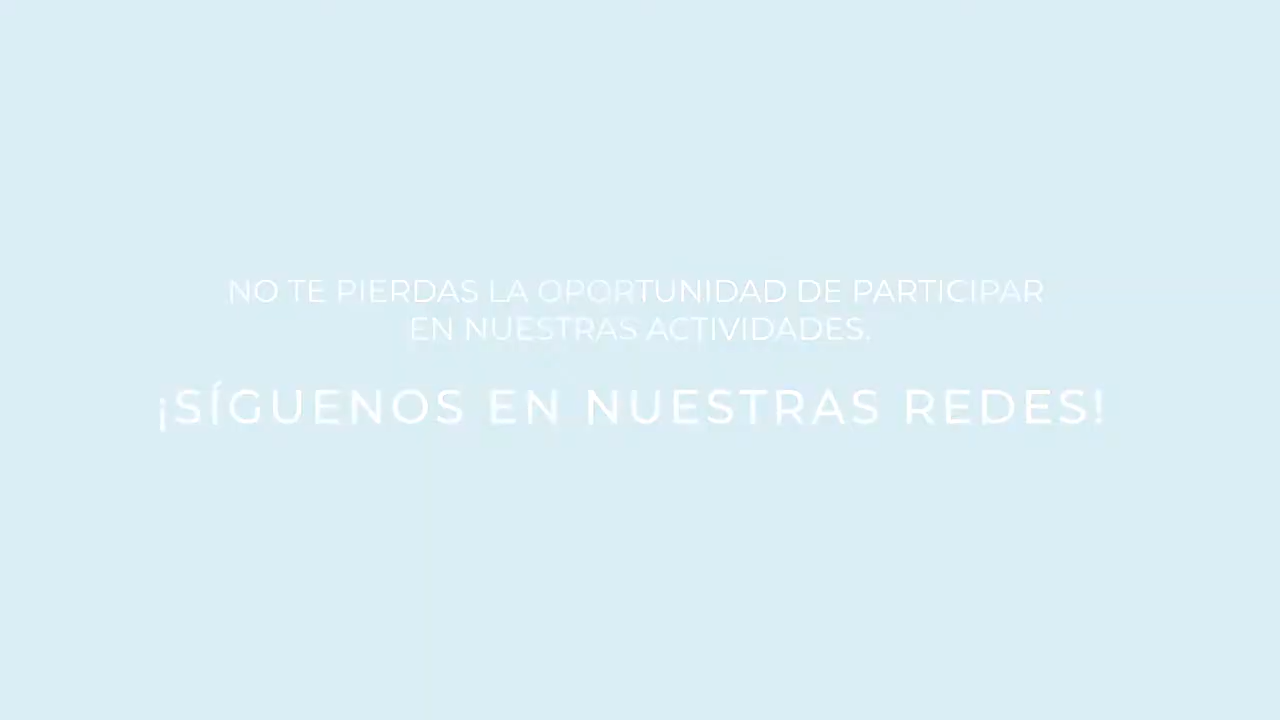 NO TE PIERDAS LA OPORTUNIDAD DE PARTICIPAR
EN NUESTRAS ACTIVIDADES.
¡SÍGUENOS EN NUESTRAS REDES!